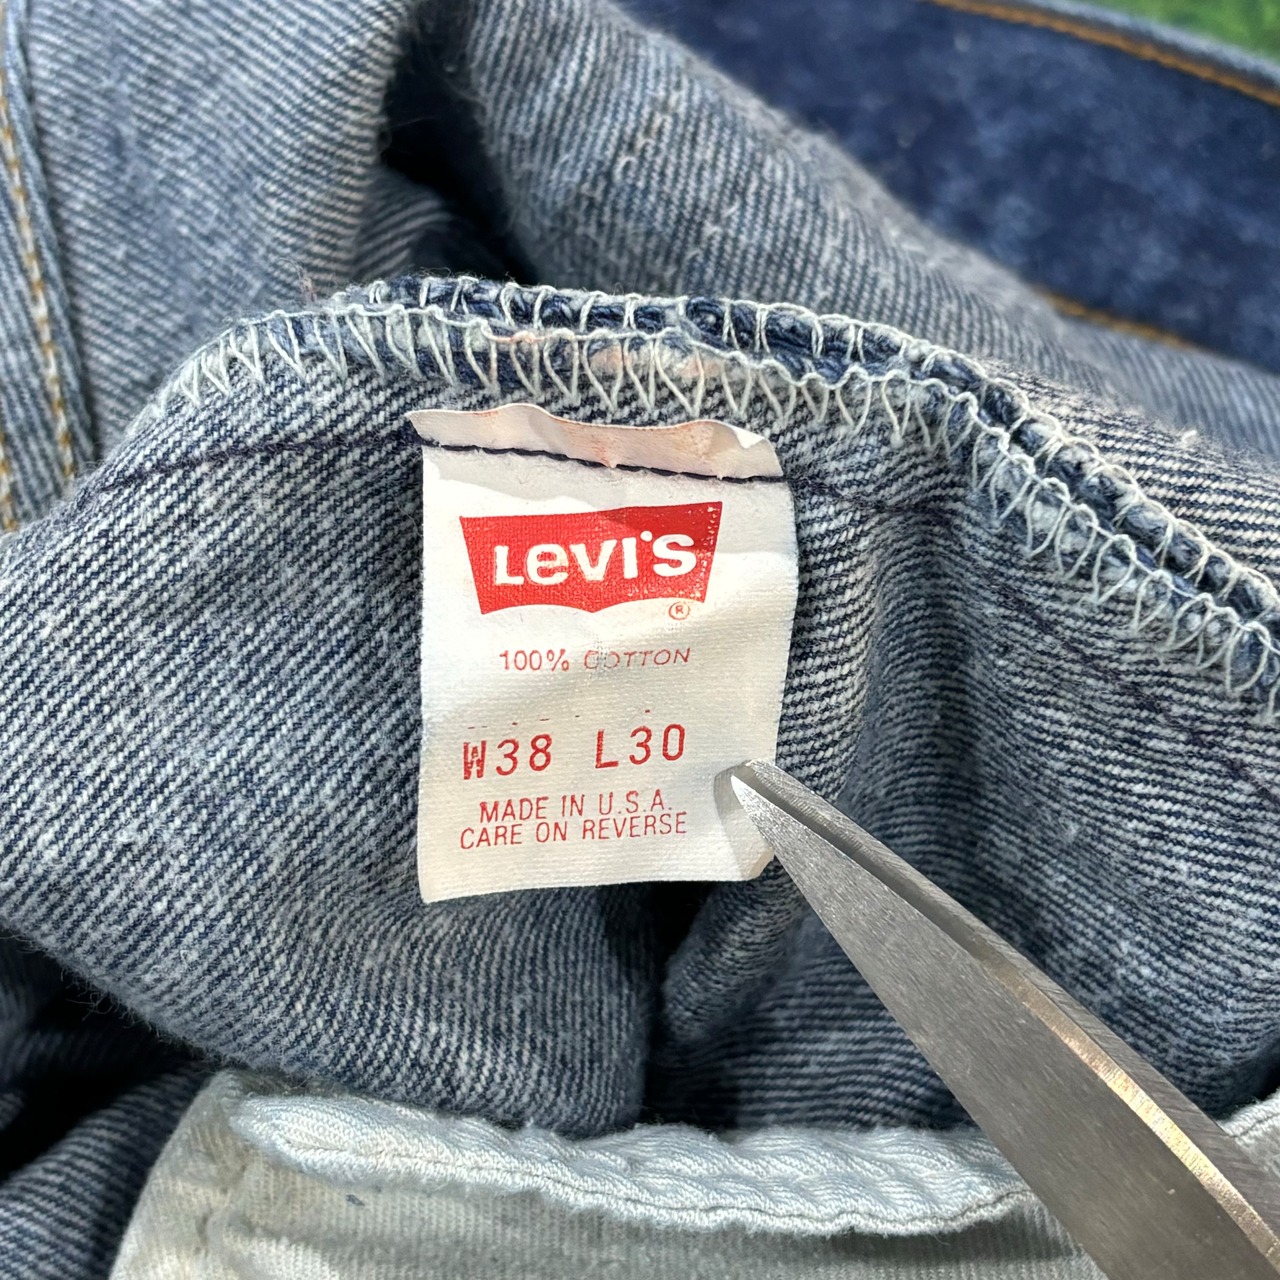 Levi's
®
100% COTTON
W38 L30
MADE IN U.S.A.
CARE ON REVERSE